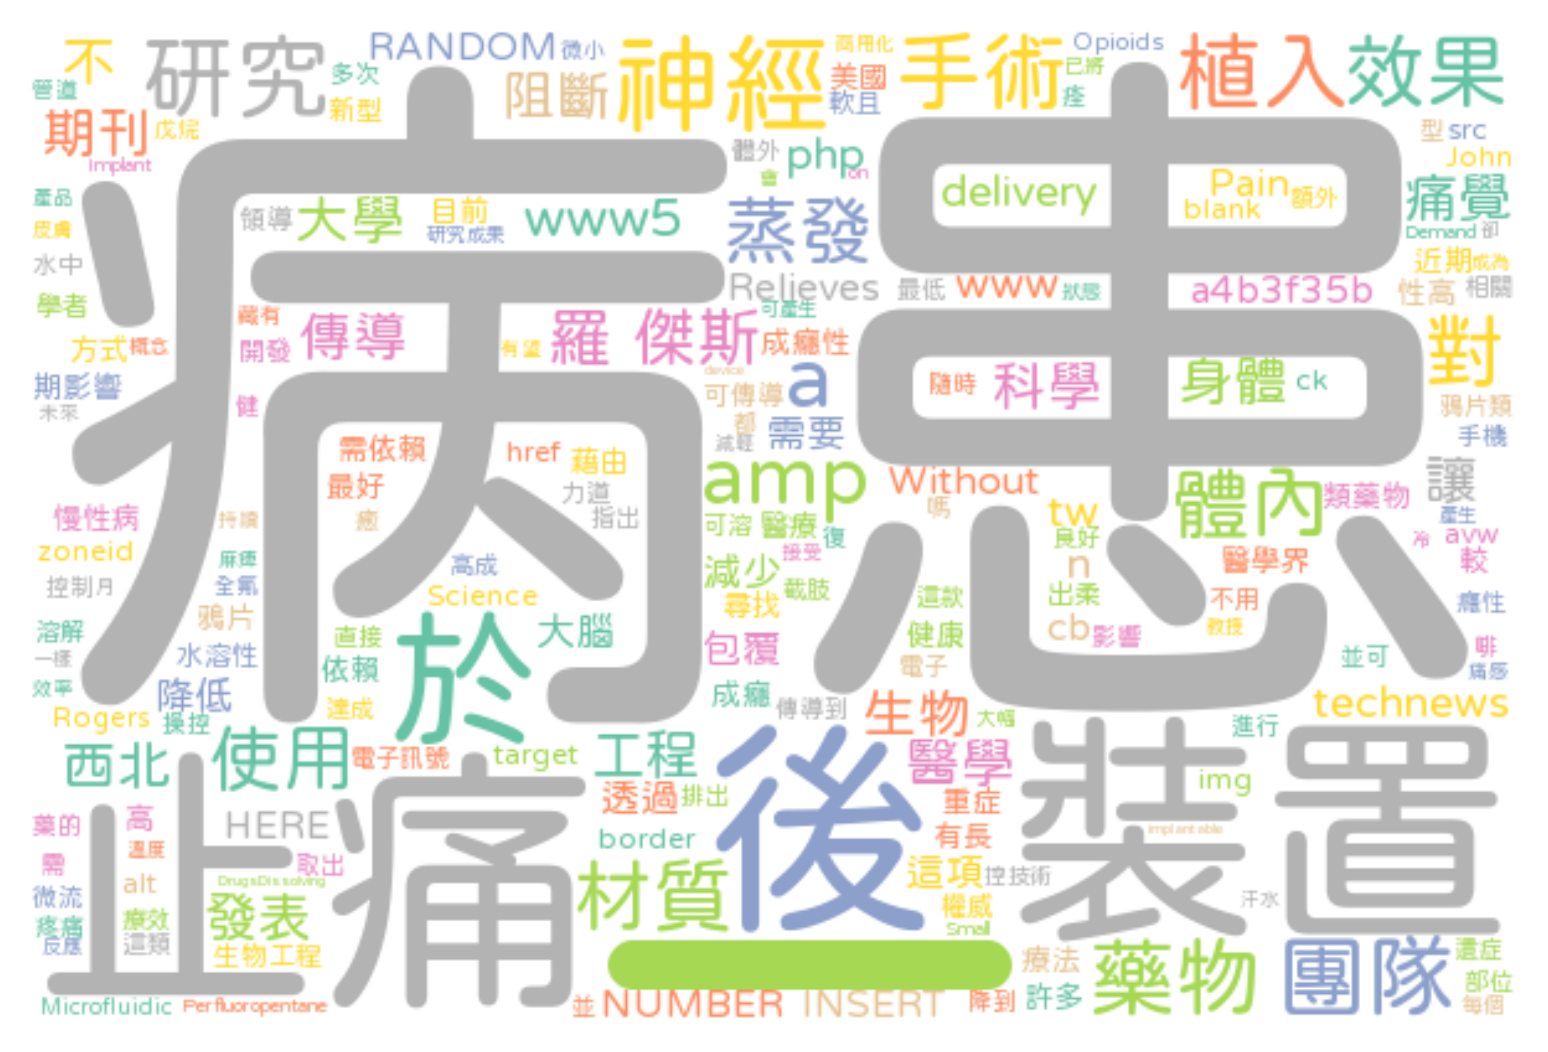 不 研究 RANDOM 微小 神經 商用化 手術 Opioids 植入 效果
管道 多次 阻斷 美國 已將
期刊 戊烷 新型 軟且 痊 型 src
Implant 體外 php on John
會 delivery Pain 額外
產品 病患 blank 痛覺
皮膚 領導 大學 目前 www5 蒸發 Demand 卻
研究成果
水中 Relieves 最低 www 狀態 a4b3f35b 近期 成為
學者 藏有 可產生 性高 相關
方式 概念 開發 傳導 有望 羅 傑斯 成癮性 對
期影響 device a 隨時 科學 身體 ck
未來 健 可傳導 鴉片類
都 需要 手機
需依賴 href 藉由 減輕
最好 力道 amp Without 體內 類藥物 讓
慢性病 持續 癒 指出 可溶 醫療 復 嗎 tw 產生
zoneid 麻痺 接受 良好 冷 avw
控制月 全氟 高成 減少 截肢 n 醫學界 較
Science 尋找 這款 出柔 不用 癮性
溶解 鴉片 直接 於 大腦 包覆 健康 cb 影響 教授
一樣 水溶性 依賴 電子 並可 啡
效率 降低 達成 成癮 傳導到 生物 大幅 痛感
Rogers 操控 進行 technews
西北 使用 電子訊號 target 工程 後 醫學 裝置 img
止痛 透過 排出 重症
藥的 高 HERE border 有長 Implantable
需 溫度 取出
微流 alt DrugsDissolving 材質 這項 控技術
疼痛 療效 發表 權威 汗水
反應 這類 生物工程 Small 療法 藥物 團隊 遺症
部位
Microfluidic Perfluoropentane 並 NUMBER INSERT 降到 許多 每個